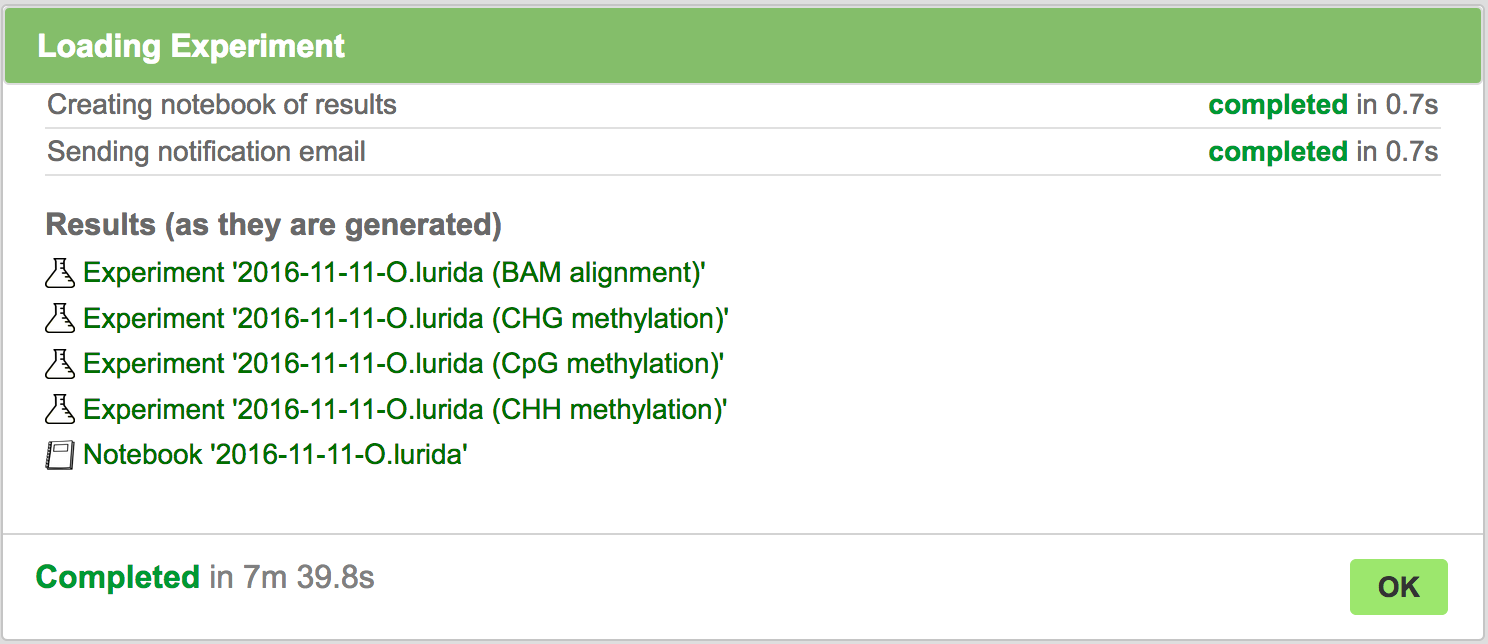 Loading Experiment
Creating notebook of results completed in 0.7s
Sending notification email completed in 0.7s
Results (as they are generated)
Experiment '2016-11-11-O.lurida (BAM alignment)'
Experiment '2016-11-11-O.lurida (CHG methylation)'
Experiment '2016-11-11-O.lurida (CpG methylation)'
Experiment '2016-11-11-O.lurida (CHH methylation)'
Notebook '2016-11-11-O.lurida'
Completed in 7m 39.8s
OK